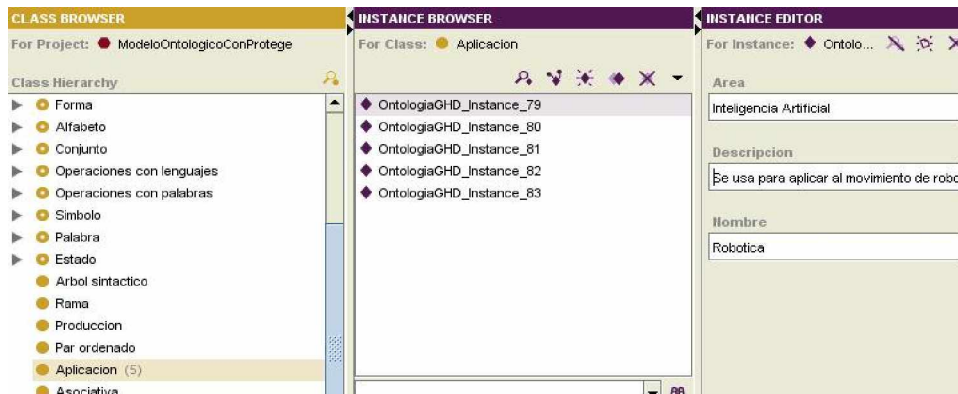 CLASS BROWSER
For Project: ModeloOntologicoConProtege
Class Hierarchy
Forma
Alfabeto
Conjunto
Operaciones con lenguajes
Operaciones con palabras
Simbolo
Palabra
Estado
Arbol sintactico
Rama
Produccion
Par ordenado
Aplicacion (5)
Asociativa
INSTANCE BROWSER
For Class: Aplicacion
OntologiaGHD_Instance_79
OntologiaGHD_Instance_80
OntologiaGHD_Instance_81
OntologiaGHD_Instance_82
OntologiaGHD_Instance_83
INSTANCE EDITOR
For Instance: Ontolo...
Area
Inteligencia Artificial
Descripcion
Se usa para aplicar al movimiento de robo
Nombre
Robotica